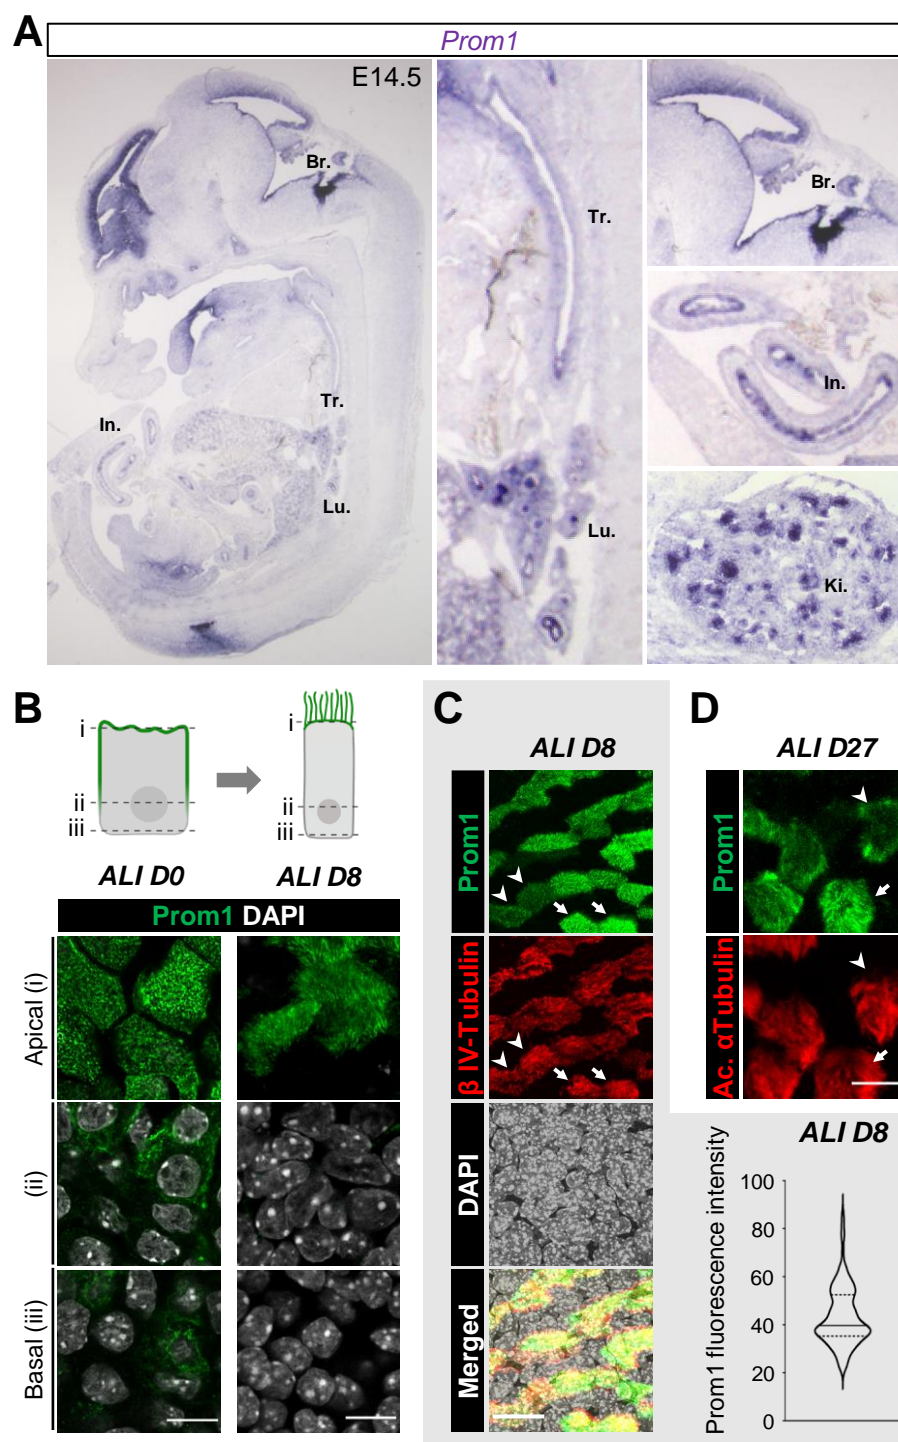 A
Prom1
E14.5
Br.
Tr.
In.
Lu.
Tr.
Lu.
Br.
In.
Ki.
B
i
ii
iii
i
ii
iii
ALI D0
ALI D8
Prom1 DAPI
Apical (i)
(ii)
Basal (iii)
C
ALI D8
Prom1
β IV-Tubulin
DAPI
Merged
D
ALI D27
Prom1
Ac. αTubulin
ALI D8
Prom1 fluorescence intensity
100
80
60
40
20
0